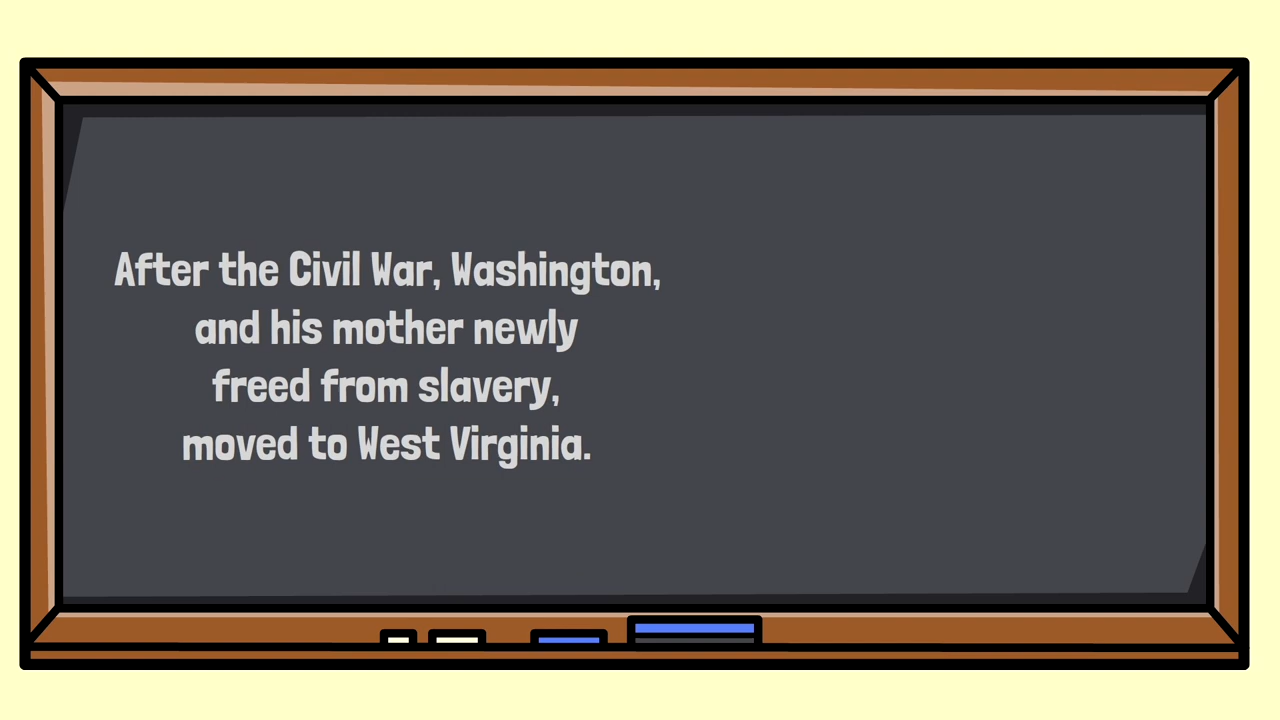 After the Civil War, Washington,
and his mother newly
freed from slavery,
moved to West Virginia.